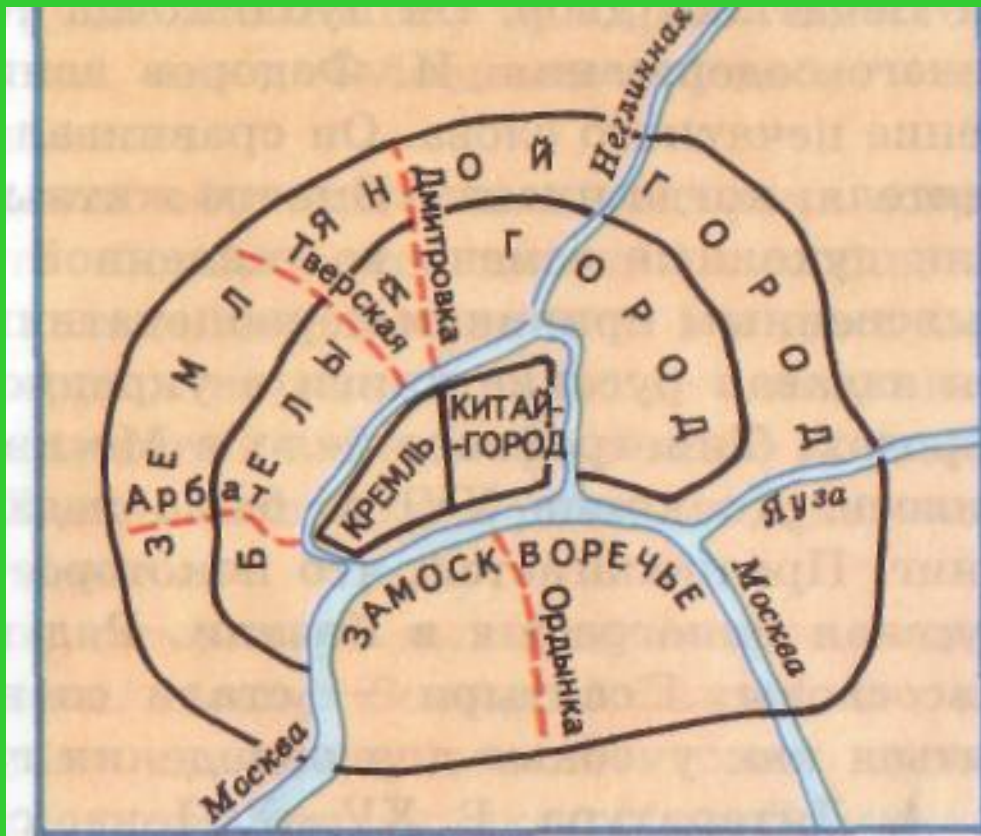 Неглинная
ЗЕМЛЯНОЙ ГОРОД
Дмитровка
Тверская
БЕЛЫЙ ГОРОД
КИТАЙ-
-ГОРОД
КРЕМЛЬ
Арбат
Яуза
ЗАМОСКВОРЕЧЬЕ
Ордынка
Москва
Москва